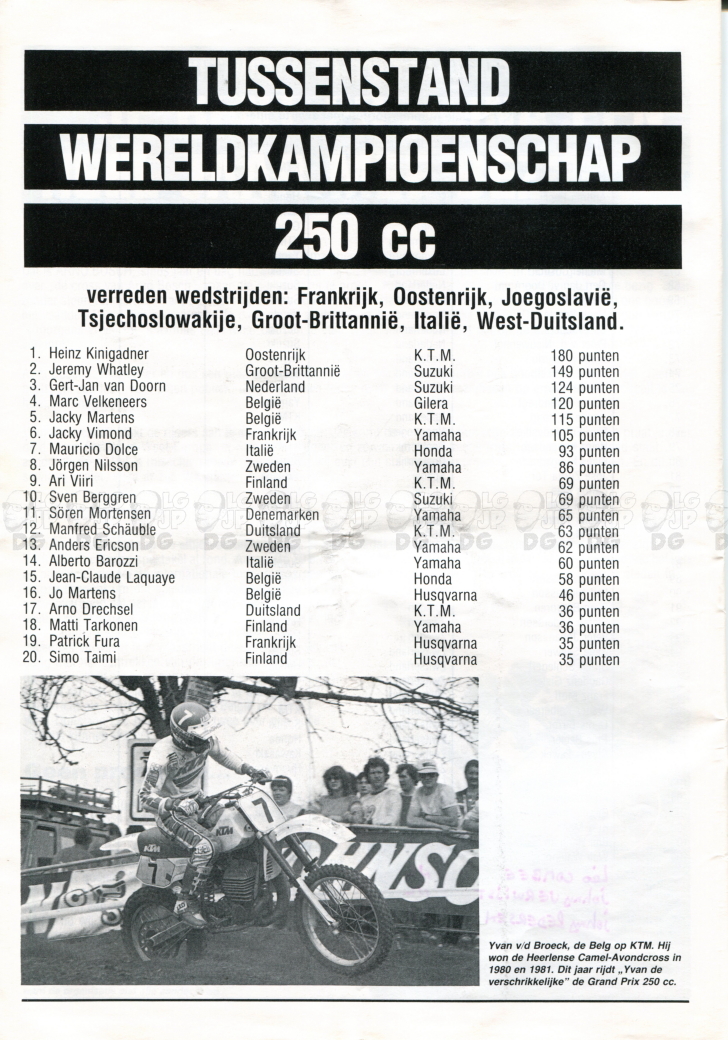 TUSSENSTAND
WERELDKAMPIOENSCHAP
250 cc
verreden wedstrijden: Frankrijk, Oostenrijk, Joegoslavië,
Tsjechoslowakije, Groot-Brittannië, Italië, West-Duitsland.
1. Heinz Kinigadner Oostenrijk K.T.M. 180 punten
2. Jeremy Whatley Groot-Brittannië Suzuki 149 punten
3. Gert-Jan van Doorn Nederland Suzuki 124 punten
4. Marc Velkeneers België Gilera 120 punten
5. Jacky Martens België K.T.M. 115 punten
6. Jacky Vimond Frankrijk Yamaha 105 punten
7. Mauricio Dolce Italië Honda 93 punten
8. Jörgen Nilsson Zweden Yamaha 86 punten
9. Ari Viiri Finland K.T.M. 69 punten
10. Sven Berggren Zweden Suzuki 69 punten
11. Sören Mortensen Denemarken Yamaha 65 punten
12. Manfred Schäuble Duitsland K.T.M. 63 punten
13. Anders Ericson Zweden Yamaha 62 punten
14. Alberto Barozzi Italië Yamaha 60 punten
15. Jean-Claude Laquaye België Honda 58 punten
16. Jo Martens België Husqvarna 46 punten
17. Arno Drechsel Duitsland K.T.M. 36 punten
18. Matti Tarkonen Finland Yamaha 36 punten
19. Patrick Fura Frankrijk Husqvarna 35 punten
20. Simo Taimi Finland Husqvarna 35 punten
7
7
KTM
KTM
7
HNSO
Yvan v/d Broeck, de Belg op KTM. Hij
won de Heerlense Camel-Avondcross in
1980 en 1981. Dit jaar rijdt „Yvan de
verschrikkelijke” de Grand Prix 250 cc.